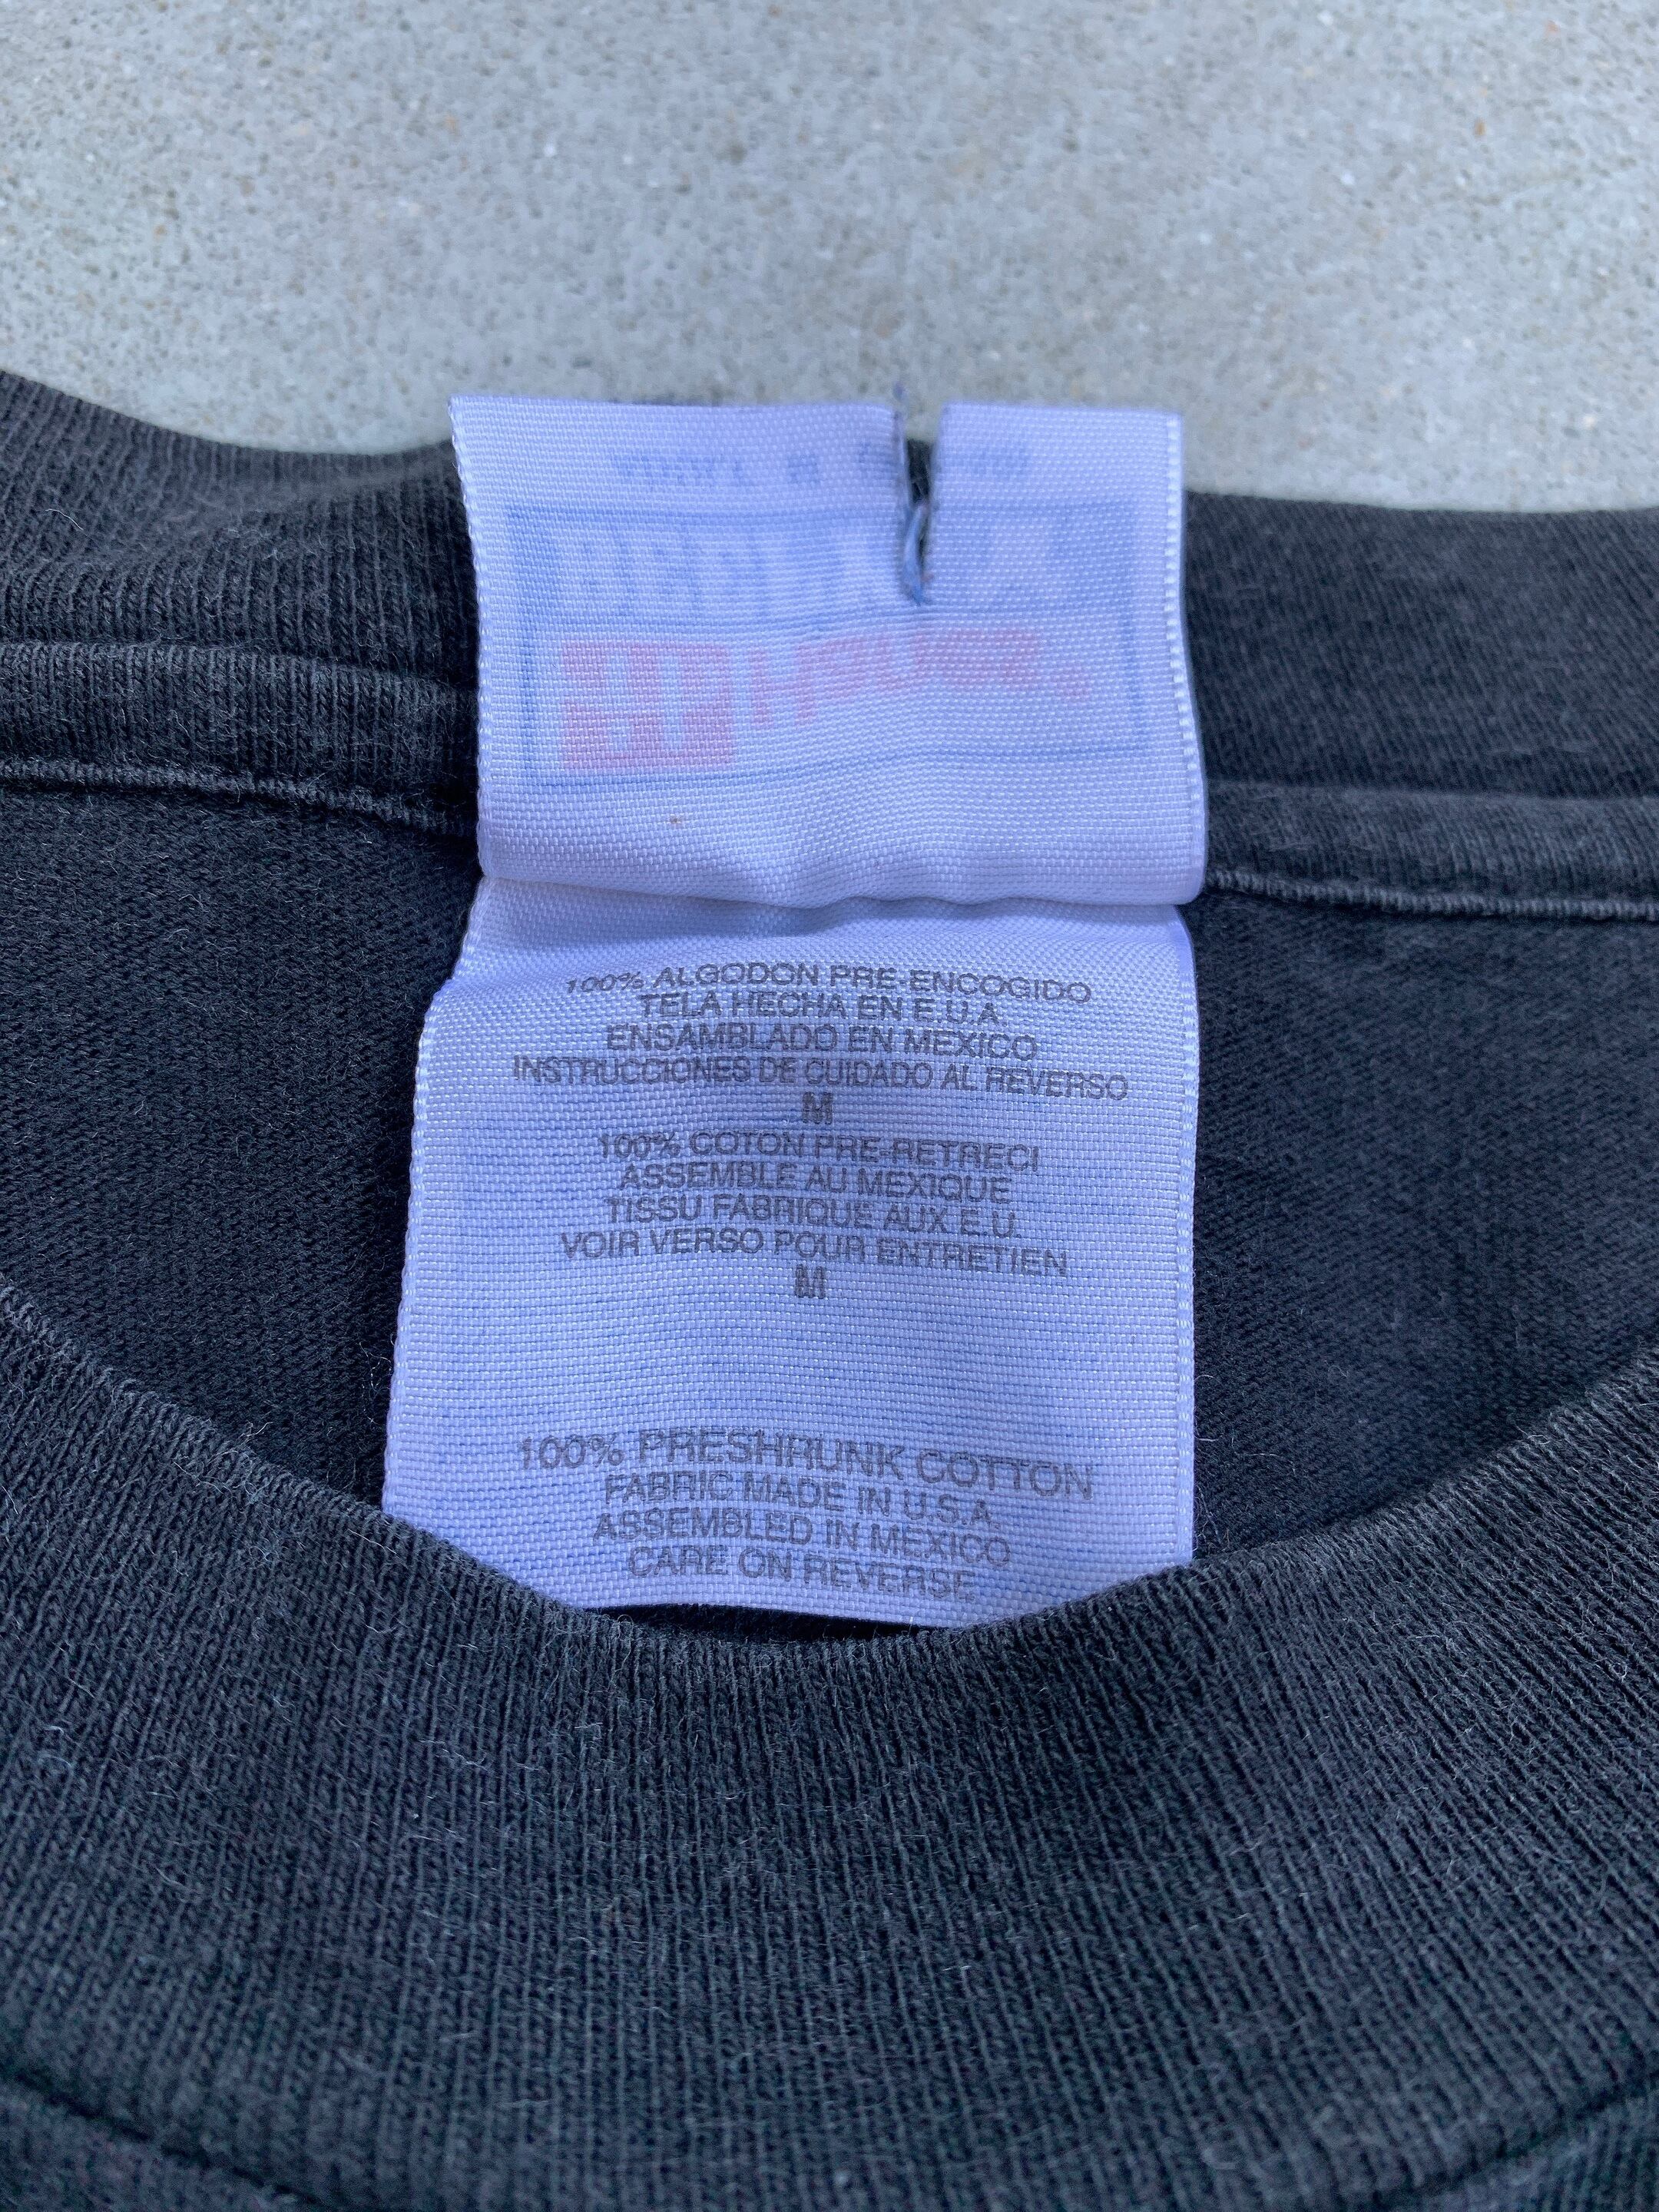 100% ALGODON PRE-ENCOGIDO
TELA HECHA EN E.U.A.
ENSAMBLADO EN MEXICO
INSTRUCCIONES DE CUIDADO AL REVERSO
M
100% COTON PRE-RETRECI
ASSEMBLE AU MEXIQUE
TISSU FABRIQUE AUX E.U.
VOIR VERSO POUR ENTRETIEN
M
100% PRESHRUNK COTTON
FABRIC MADE IN U.S.A.
ASSEMBLED IN MEXICO
CARE ON REVERSE